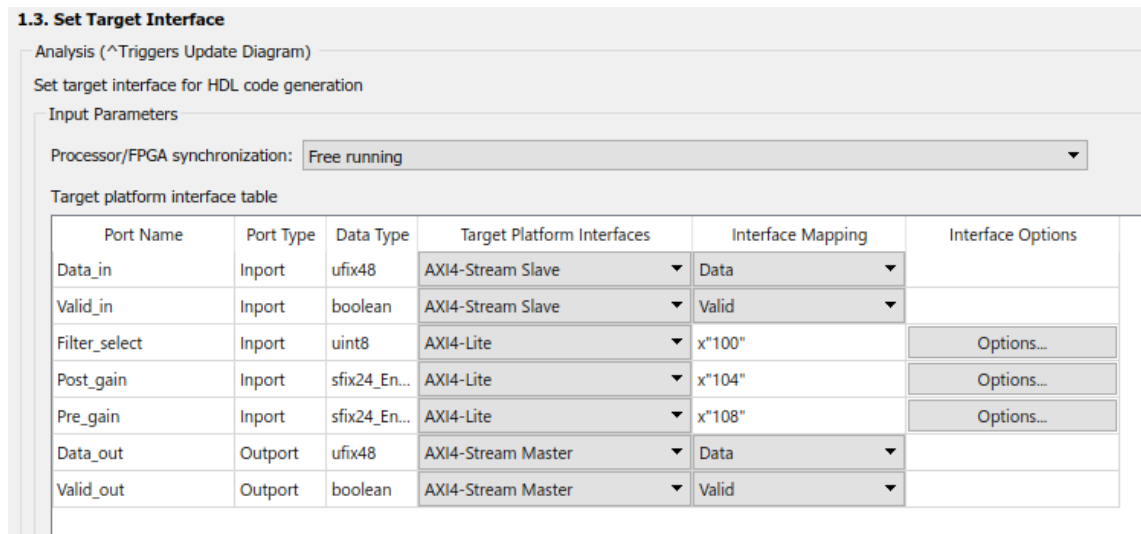 1.3. Set Target Interface
Analysis (^Triggers Update Diagram)
Set target interface for HDL code generation
Input Parameters
Processor/FPGA synchronization: Free running
Target platform interface table
Port Name Port Type Data Type Target Platform Interfaces Interface Mapping Interface Options
Data_in Inport ufix48 AXI4-Stream Slave Data
Valid_in Inport boolean AXI4-Stream Slave Valid
Filter_select Inport uint8 AXI4-Lite x"100" Options...
Post_gain Inport sfix24_En... AXI4-Lite x"104" Options...
Pre_gain Inport sfix24_En... AXI4-Lite x"108" Options...
Data_out Outport ufix48 AXI4-Stream Master Data
Valid_out Outport boolean AXI4-Stream Master Valid